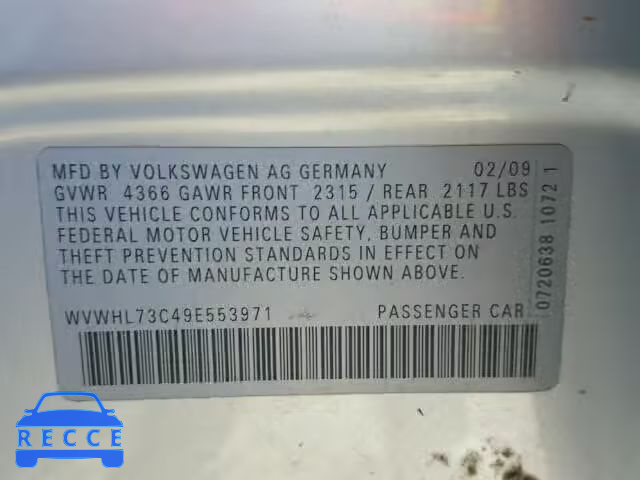 MFD BY VOLKSWAGEN AG GERMANY 02/09
GVWR 4366 GAWR FRONT 2315 / REAR 2117 LBS
THIS VEHICLE CONFORMS TO ALL APPLICABLE U.S.
FEDERAL MOTOR VEHICLE SAFETY, BUMPER AND
THEFT PREVENTION STANDARDS IN EFFECT ON
THE DATE OF MANUFACTURE SHOWN ABOVE.
WVWHL73C49E553971 PASSENGER CAR
0720638 1072 1
RECCE